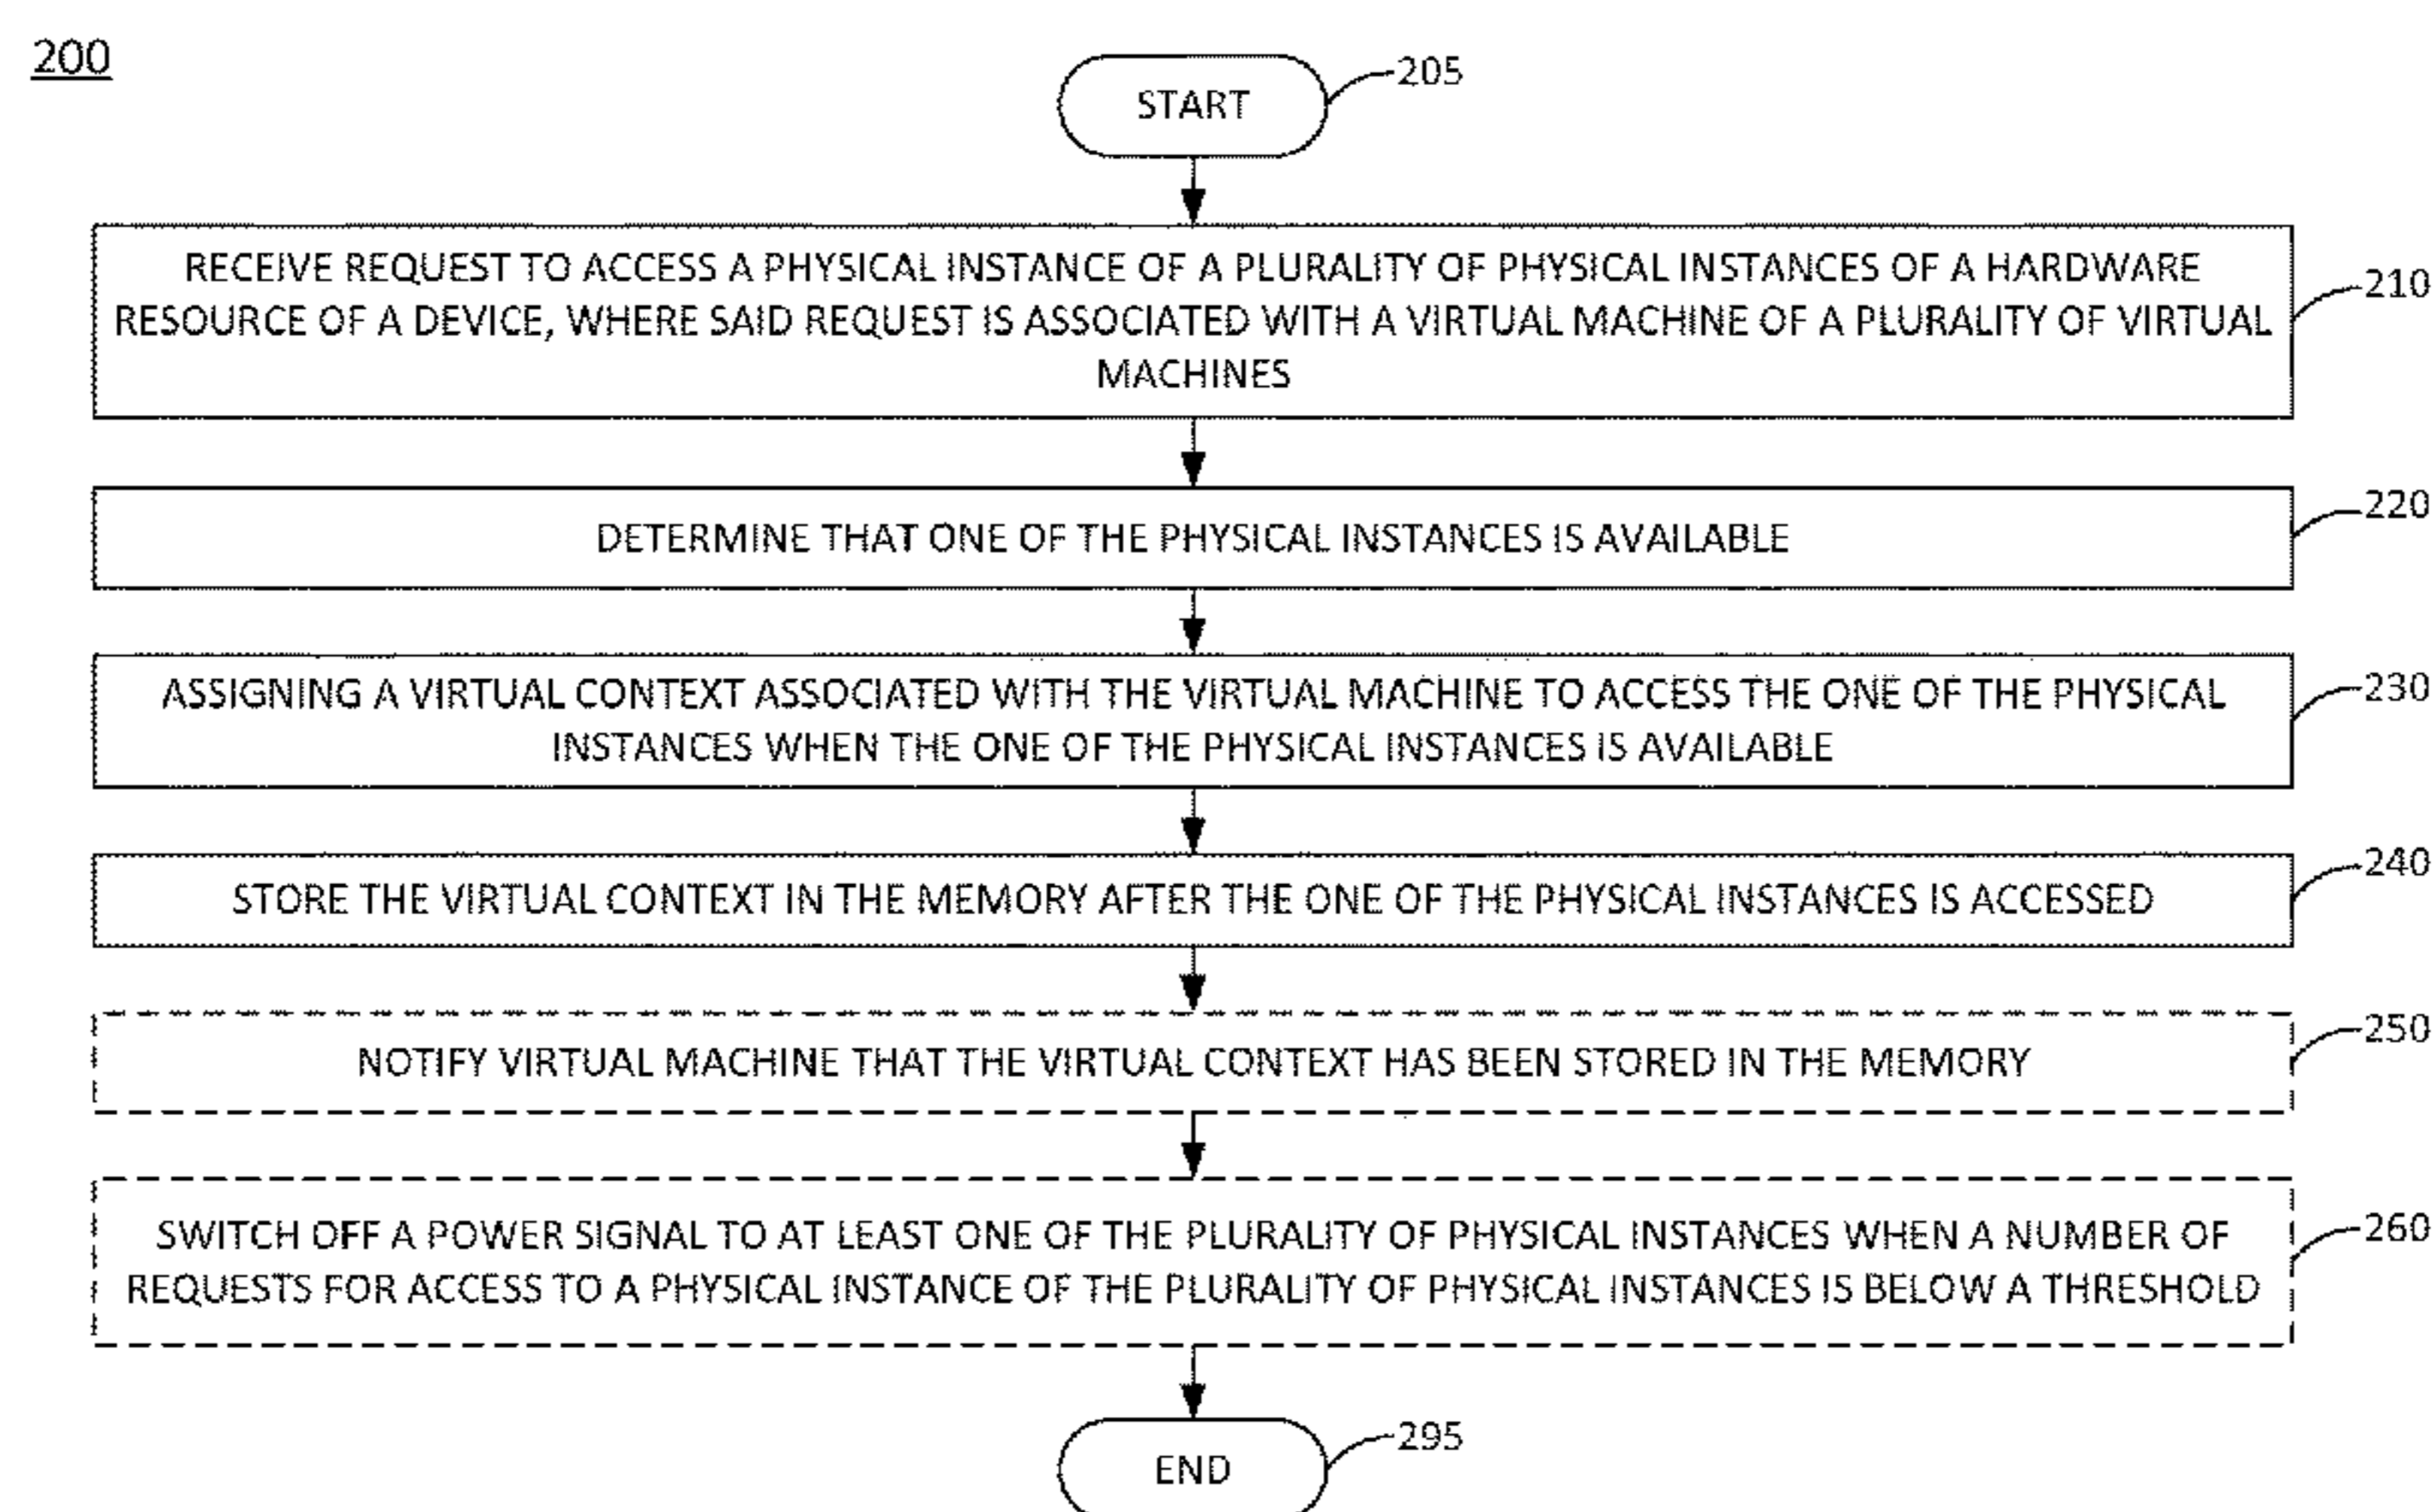 200
START
205
RECEIVE REQUEST TO ACCESS A PHYSICAL INSTANCE OF A PLURALITY OF PHYSICAL INSTANCES OF A HARDWARE
RESOURCE OF A DEVICE, WHERE SAID REQUEST IS ASSOCIATED WITH A VIRTUAL MACHINE OF A PLURALITY OF VIRTUAL
MACHINES
210
DETERMINE THAT ONE OF THE PHYSICAL INSTANCES IS AVAILABLE
220
ASSIGNING A VIRTUAL CONTEXT ASSOCIATED WITH THE VIRTUAL MACHINE TO ACCESS THE ONE OF THE PHYSICAL
INSTANCES WHEN THE ONE OF THE PHYSICAL INSTANCES IS AVAILABLE
230
STORE THE VIRTUAL CONTEXT IN THE MEMORY AFTER THE ONE OF THE PHYSICAL INSTANCES IS ACCESSED
240
NOTIFY VIRTUAL MACHINE THAT THE VIRTUAL CONTEXT HAS BEEN STORED IN THE MEMORY
250
SWITCH OFF A POWER SIGNAL TO AT LEAST ONE OF THE PLURALITY OF PHYSICAL INSTANCES WHEN A NUMBER OF
REQUESTS FOR ACCESS TO A PHYSICAL INSTANCE OF THE PLURALITY OF PHYSICAL INSTANCES IS BELOW A THRESHOLD
260
END
295